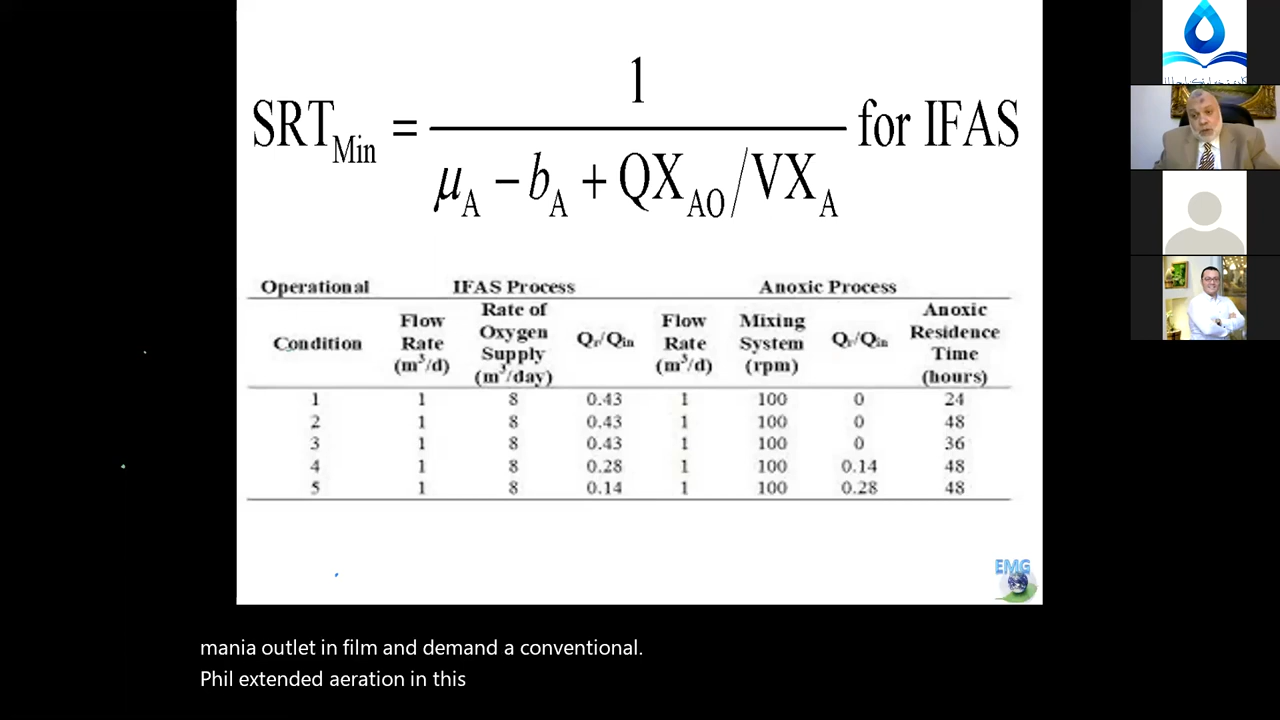 SRT_Min = 1 / (μ_A − b_A + QX_AO/VX_A) for IFAS
Operational IFAS Process Anoxic Process
Condition Flow Rate (m³/d) Rate of Oxygen Supply (m³/day) Qr/Qin Flow Rate (m³/d) Mixing System (rpm) Qr/Qin Anoxic Residence Time (hours)
1 1 8 0.43 1 100 0 24
2 1 8 0.43 1 100 0 48
3 1 8 0.43 1 100 0 36
4 1 8 0.28 1 100 0.14 48
5 1 8 0.14 1 100 0.28 48
EMG
mania outlet in film and demand a conventional.
Phil extended aeration in this